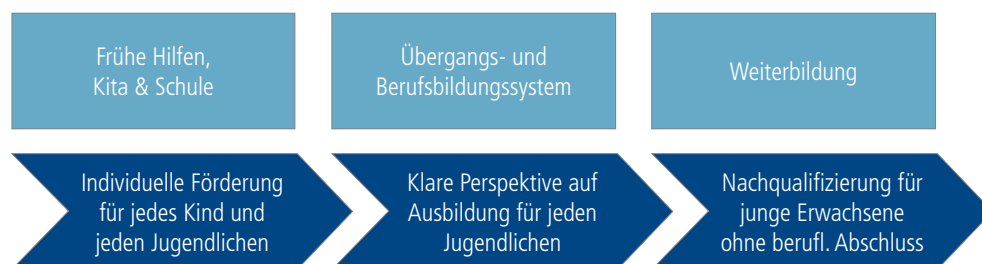 Frühe Hilfen,
Kita & Schule
Übergangs- und
Berufsbildungssystem
Weiterbildung
Individuelle Förderung
für jedes Kind und
jeden Jugendlichen
Klare Perspektive auf
Ausbildung für jeden
Jugendlichen
Nachqualifizierung für
junge Erwachsene
ohne berufl. Abschluss